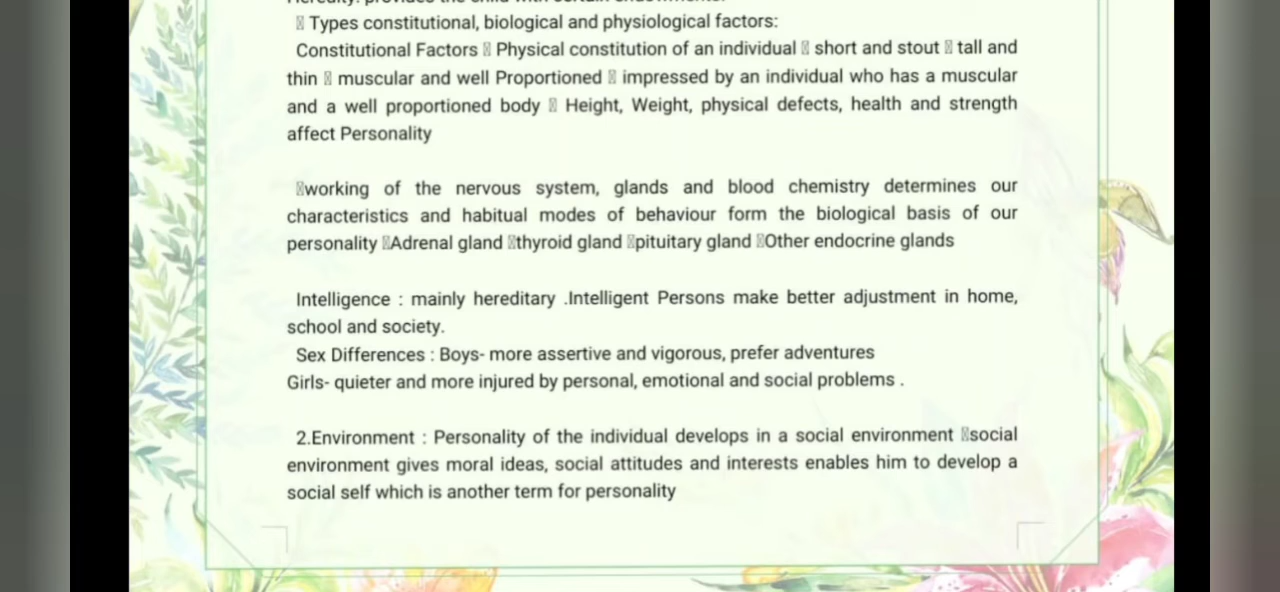 Types constitutional, biological and physiological factors:
Constitutional Factors Physical constitution of an individual short and stout tall and
thin muscular and well Proportioned impressed by an individual who has a muscular
and a well proportioned body Height, Weight, physical defects, health and strength
affect Personality
working of the nervous system, glands and blood chemistry determines our
characteristics and habitual modes of behaviour form the biological basis of our
personality Adrenal gland thyroid gland pituitary gland Other endocrine glands
Intelligence : mainly hereditary .Intelligent Persons make better adjustment in home,
school and society.
Sex Differences : Boys- more assertive and vigorous, prefer adventures
Girls- quieter and more injured by personal, emotional and social problems .
2.Environment : Personality of the individual develops in a social environment social
environment gives moral ideas, social attitudes and interests enables him to develop a
social self which is another term for personality